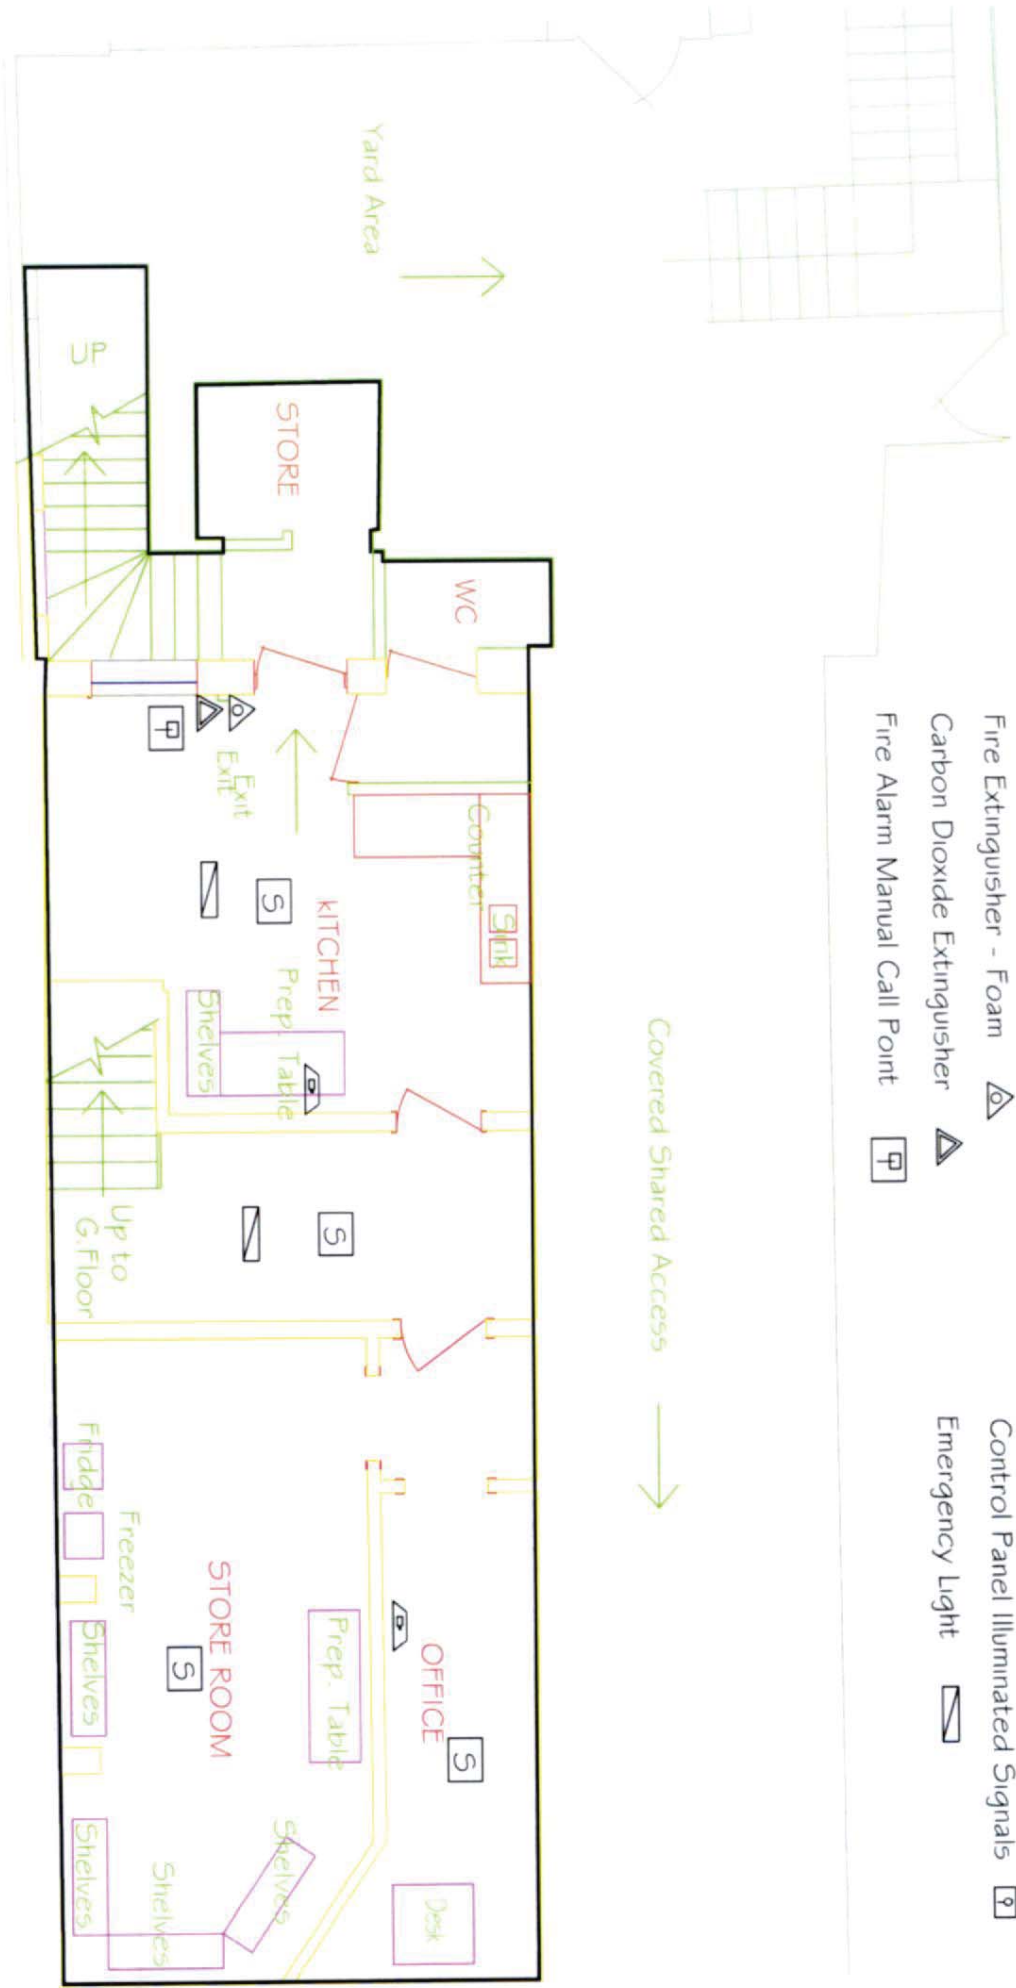 Fire Extinguisher - Foam
Carbon Dioxide Extinguisher
Fire Alarm Manual Call Point
Control Panel Illuminated Signals
Emergency Light
Yard Area
Covered Shared Access
WC
STORE
UP
Counter
Sink
Exit
Exit
KITCHEN
S
Prep. Table
Shelves
S
Up to
G.Floor
OFFICE
S
Desk
Prep. Table
STORE ROOM
S
Shelves
Freezer
Fridge
Shelves
Shelves
Shelves